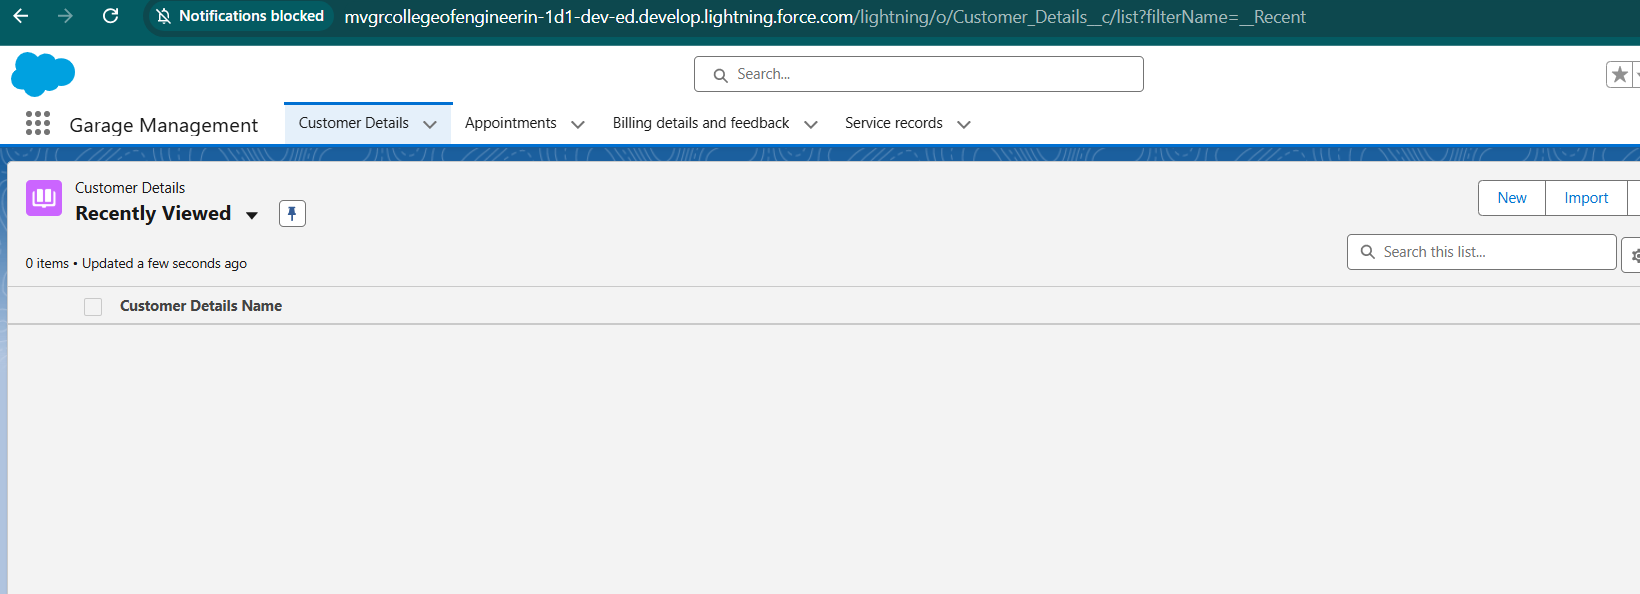 Notifications blocked mvgrcollegeofengineerin-1d1-dev-ed.develop.lightning.force.com/lightning/o/Customer_Details__c/list?filterName=__Recent
Search...
Garage Management Customer Details Appointments Billing details and feedback Service records
Customer Details
Recently Viewed
New Import
Search this list...
0 items • Updated a few seconds ago
Customer Details Name